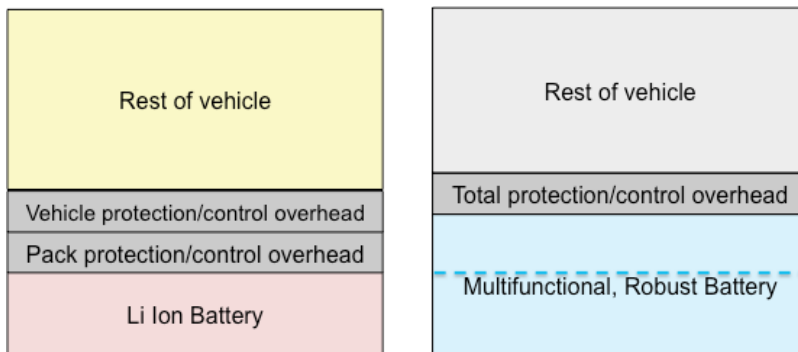 Rest of vehicle
Vehicle protection/control overhead
Pack protection/control overhead
Li Ion Battery
Rest of vehicle
Total protection/control overhead
Multifunctional, Robust Battery